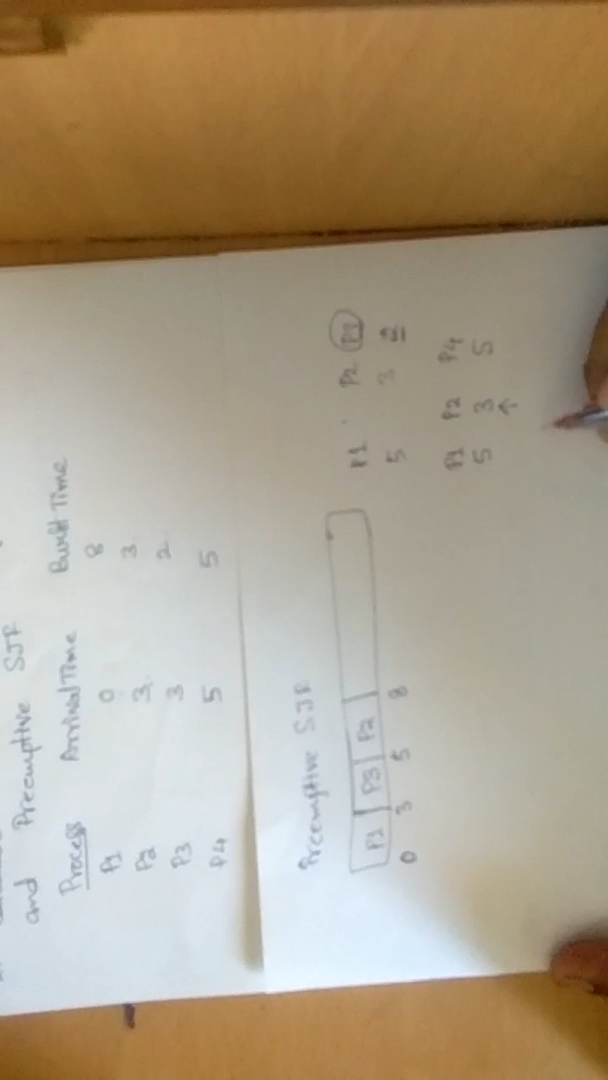 and Preemptive SJF
Process Arrival Time Burst Time
P1 0 8
P2 3 3
P3 3 2
P4 5 5
Preemptive SJF
P1 P3 P2
0 3 5 8
P1 P2 P3
5 3 2
P1 P2 P4
5 3 5
↑